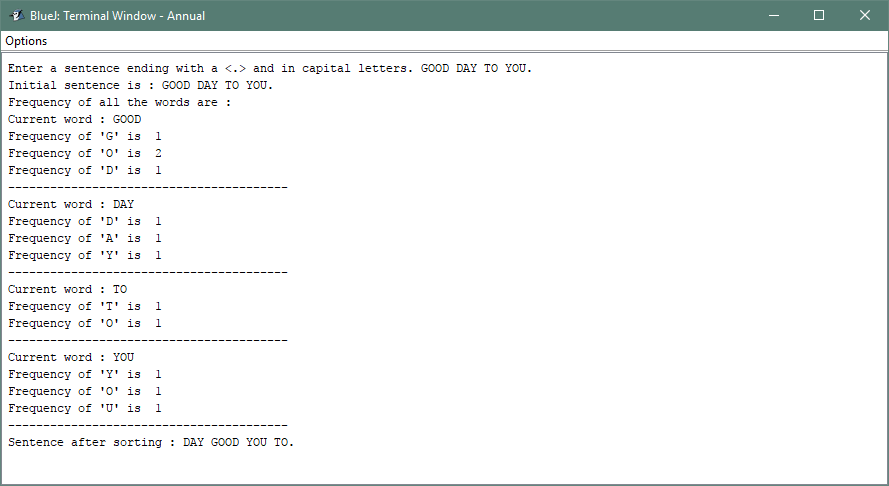 BlueJ: Terminal Window - Annual
Options
Enter a sentence ending with a <.> and in capital letters. GOOD DAY TO YOU.
Initial sentence is : GOOD DAY TO YOU.
Frequency of all the words are :
Current word : GOOD
Frequency of 'G' is  1
Frequency of 'O' is  2
Frequency of 'D' is  1
----------------------------------------
Current word : DAY
Frequency of 'D' is  1
Frequency of 'A' is  1
Frequency of 'Y' is  1
----------------------------------------
Current word : TO
Frequency of 'T' is  1
Frequency of 'O' is  1
----------------------------------------
Current word : YOU
Frequency of 'Y' is  1
Frequency of 'O' is  1
Frequency of 'U' is  1
----------------------------------------
Sentence after sorting : DAY GOOD YOU TO.